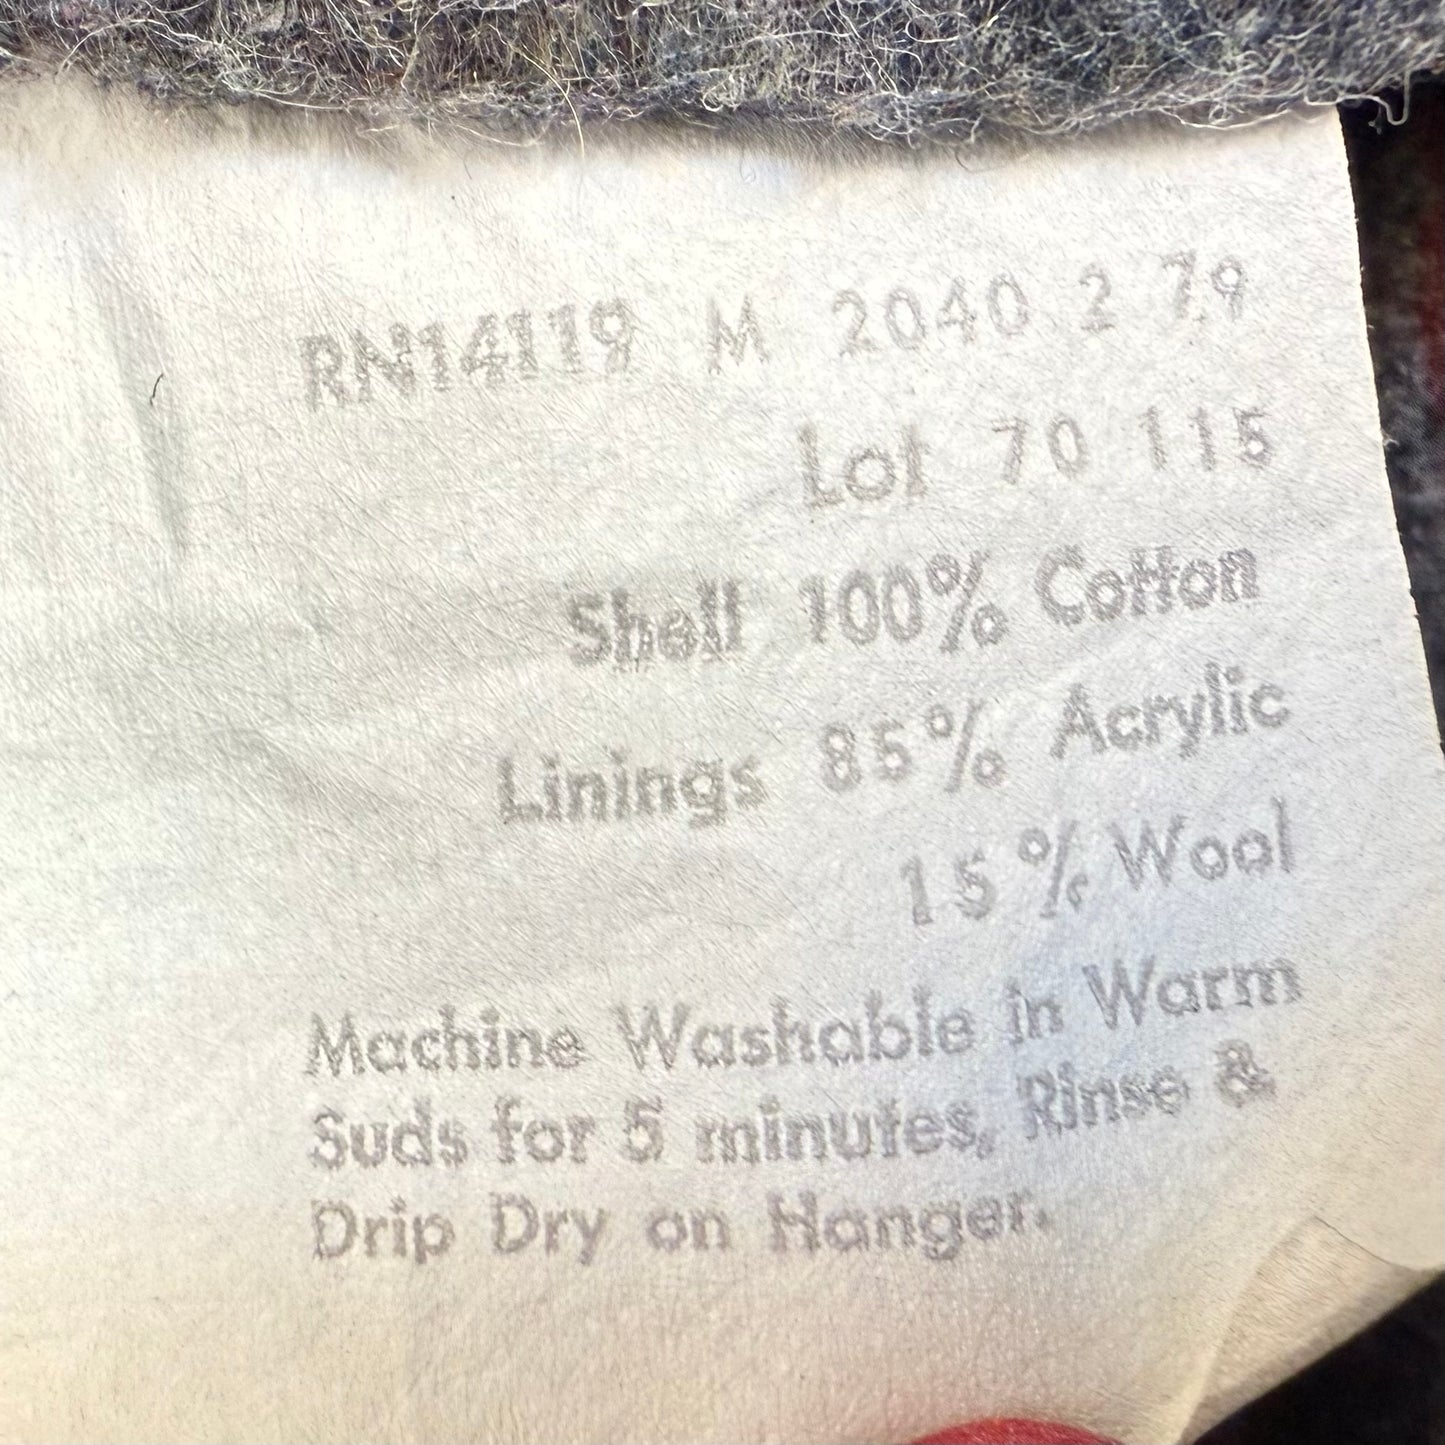 RN14119 M 2040 2 79
Lot 70 115
Shell 100% Cotton
Linings 85% Acrylic
15% Wool
Machine Washable in Warm
Suds for 5 minutes, Rinse &
Drip Dry on Hanger.